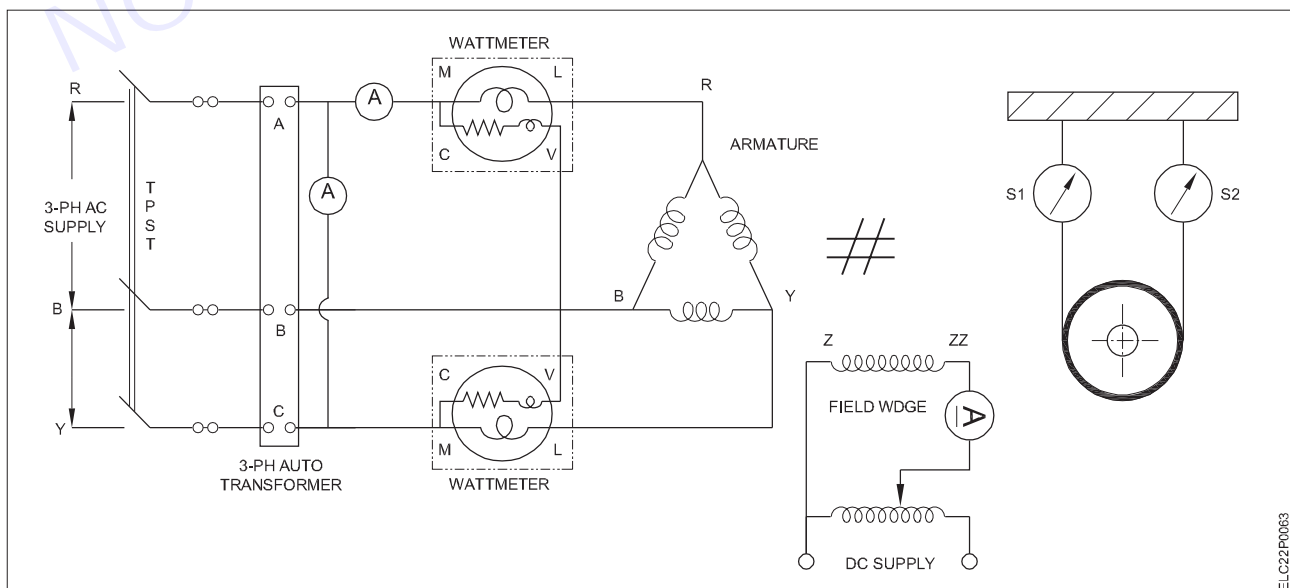 NO
WATTMETER
M L
R
R
A
A
C V
ARMATURE
A
T
P
S
T
3-PH AC
SUPPLY
S1 S2
B
B
B Y
Z ZZ
C V
FIELD WDGE
A
C
Y
M L
3-PH AUTO
TRANSFORMER
WATTMETER
DC SUPPLY
ELC22P0063